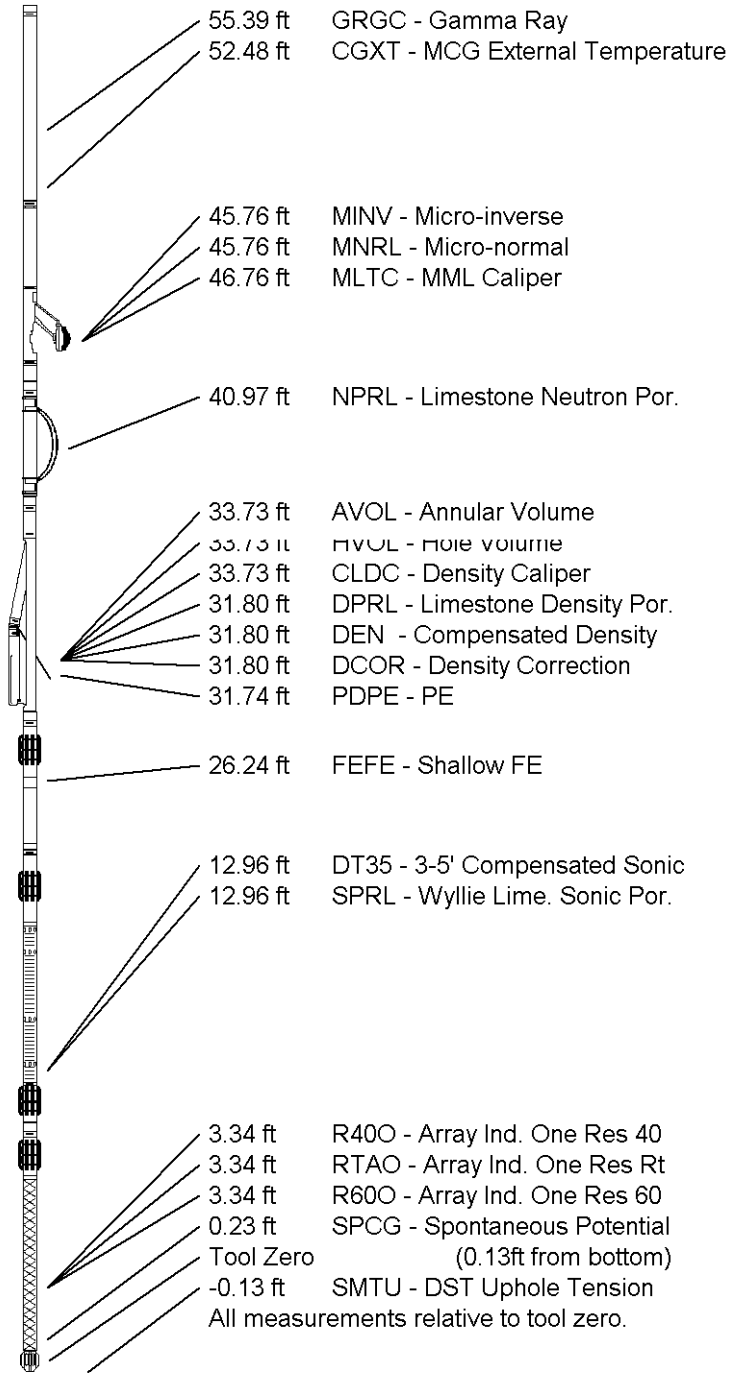 55.39 ft GRGC - Gamma Ray
52.48 ft CGXT - MCG External Temperature
45.76 ft MINV - Micro-inverse
45.76 ft MNRL - Micro-normal
46.76 ft MLTC - MML Caliper
40.97 ft NPRL - Limestone Neutron Por.
33.73 ft AVOL - Annular Volume
33.73 ft HVOL - Hole Volume
33.73 ft CLDC - Density Caliper
31.80 ft DPRL - Limestone Density Por.
31.80 ft DEN - Compensated Density
31.80 ft DCOR - Density Correction
31.74 ft PDPE - PE
26.24 ft FEFE - Shallow FE
12.96 ft DT35 - 3-5' Compensated Sonic
12.96 ft SPRL - Wyllie Lime. Sonic Por.
3.34 ft R40O - Array Ind. One Res 40
3.34 ft RTAO - Array Ind. One Res Rt
3.34 ft R60O - Array Ind. One Res 60
0.23 ft SPCG - Spontaneous Potential
Tool Zero (0.13ft from bottom)
-0.13 ft SMTU - DST Uphole Tension
All measurements relative to tool zero.